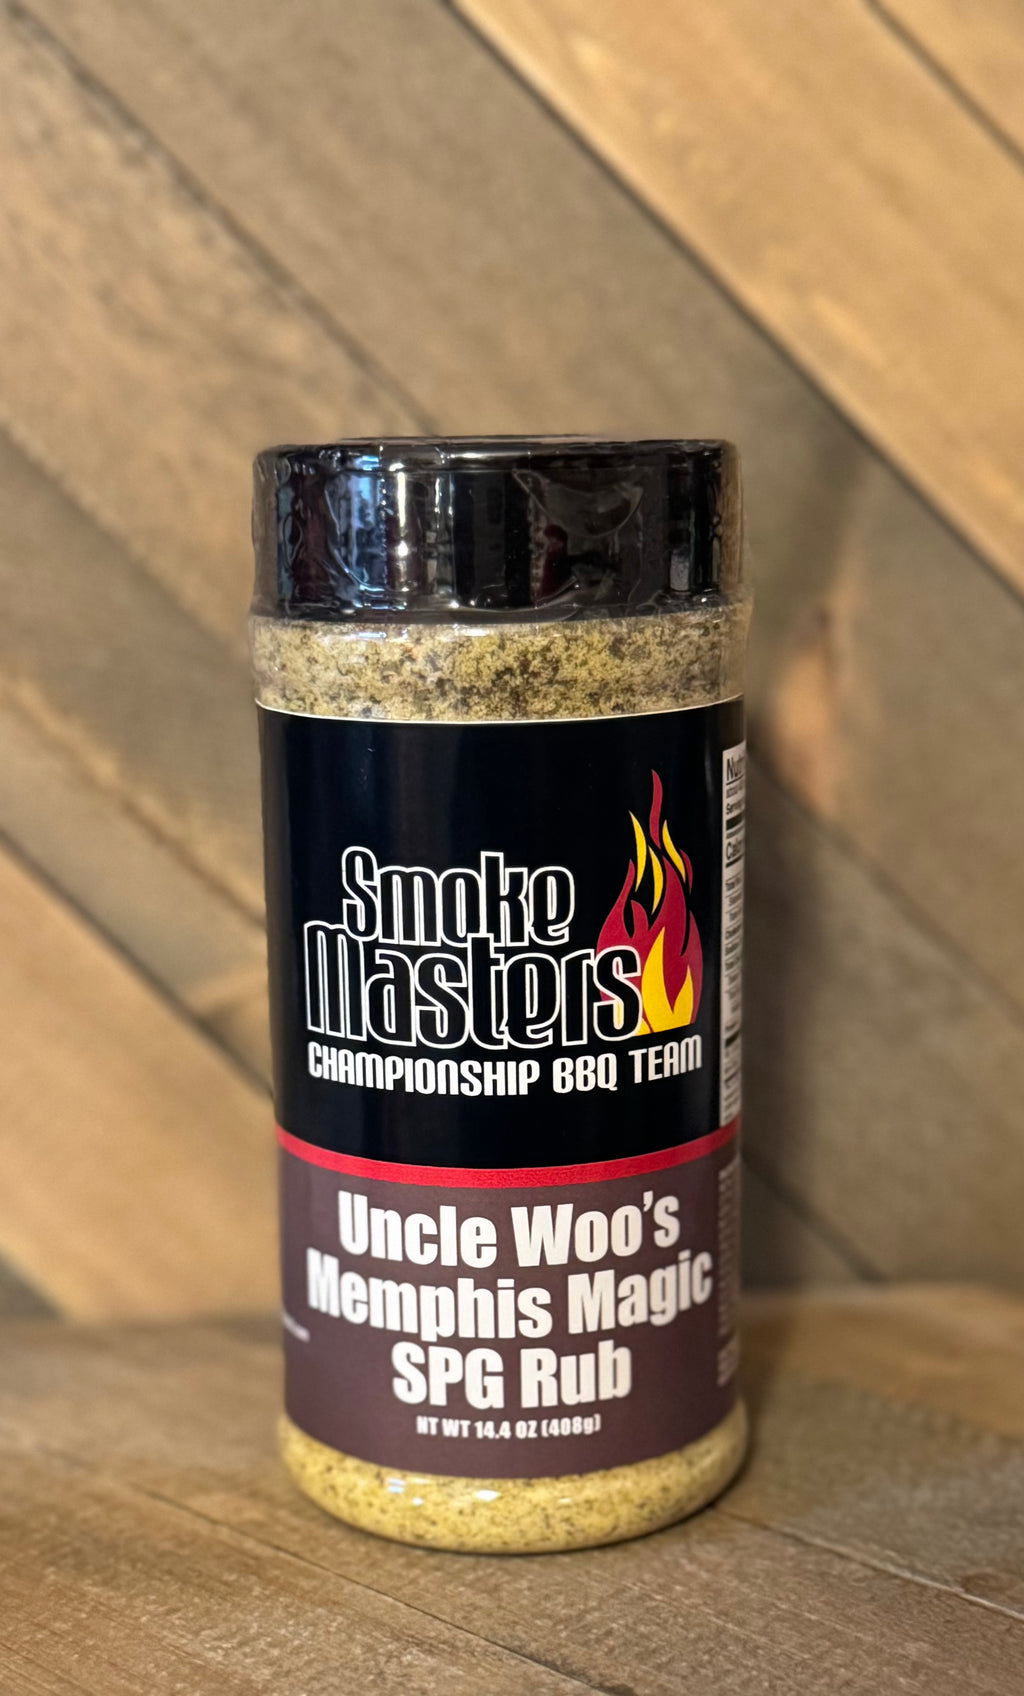 Smoke
Masters
CHAMPIONSHIP BBQ TEAM
Uncle Woo's
Memphis Magic
SPG Rub
NT WT 14.4 OZ (408g)